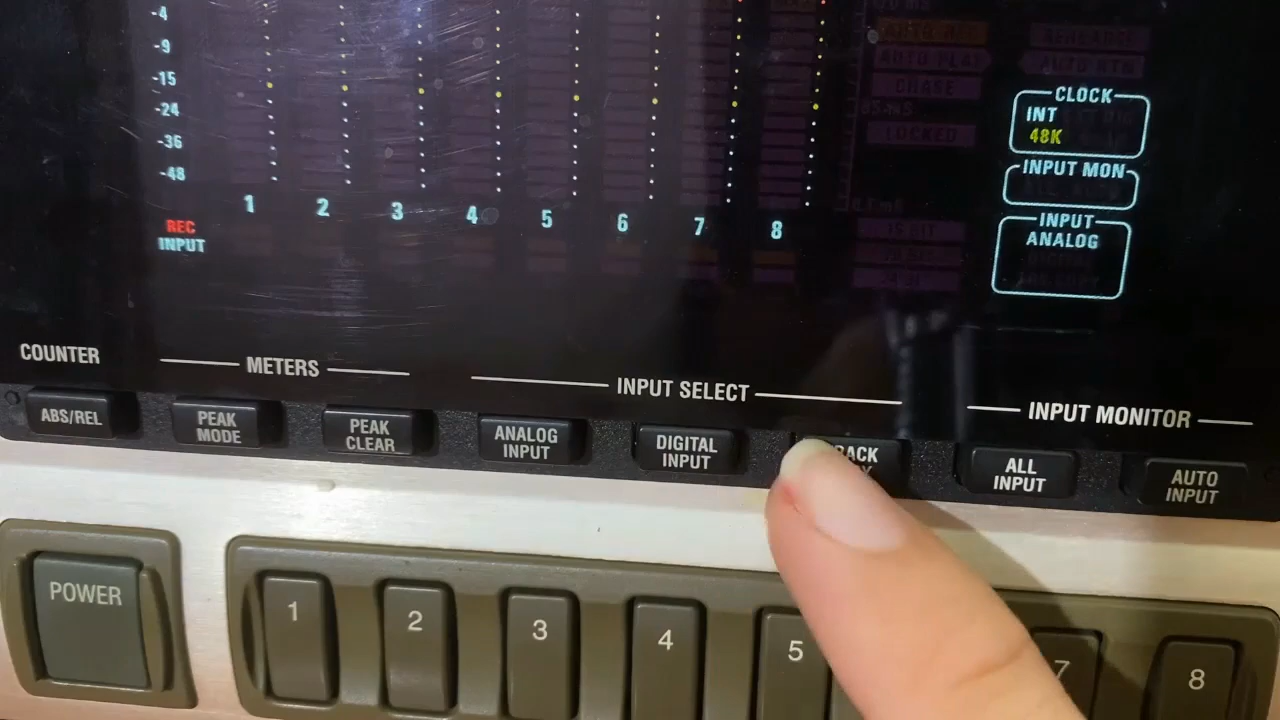 -4
-9
-15
-24
-36
-48
1 2 3 4 5 6 7 8
REC
INPUT
AUTO PLAY
CHASE
LOCKED
CLOCK
INT
48K
INPUT MON
INPUT
ANALOG
COUNTER
METERS
INPUT SELECT
INPUT MONITOR
ABS/REL
PEAK
MODE
PEAK
CLEAR
ANALOG
INPUT
DIGITAL
INPUT
ALL
INPUT
AUTO
INPUT
POWER
1 2 3 4 5 7 8